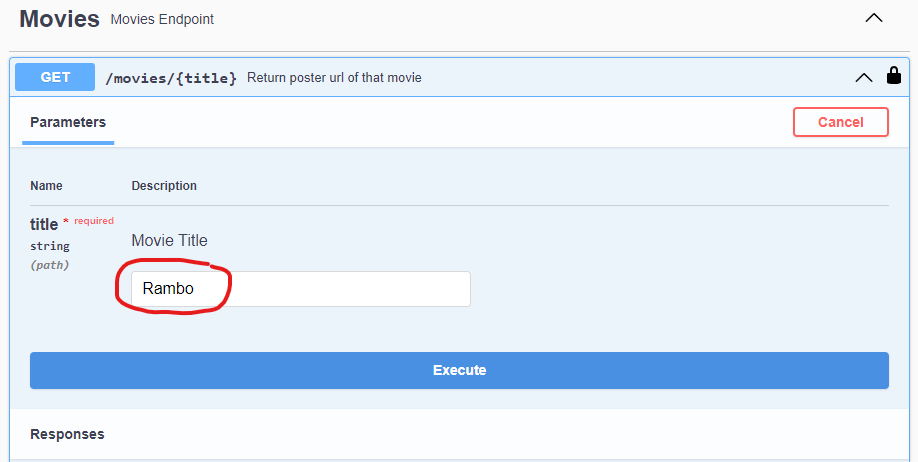 Movies Movies Endpoint
GET /movies/{title} Return poster url of that movie
Parameters Cancel
Name Description
title * required
string
(path)
Movie Title
Rambo
Execute
Responses